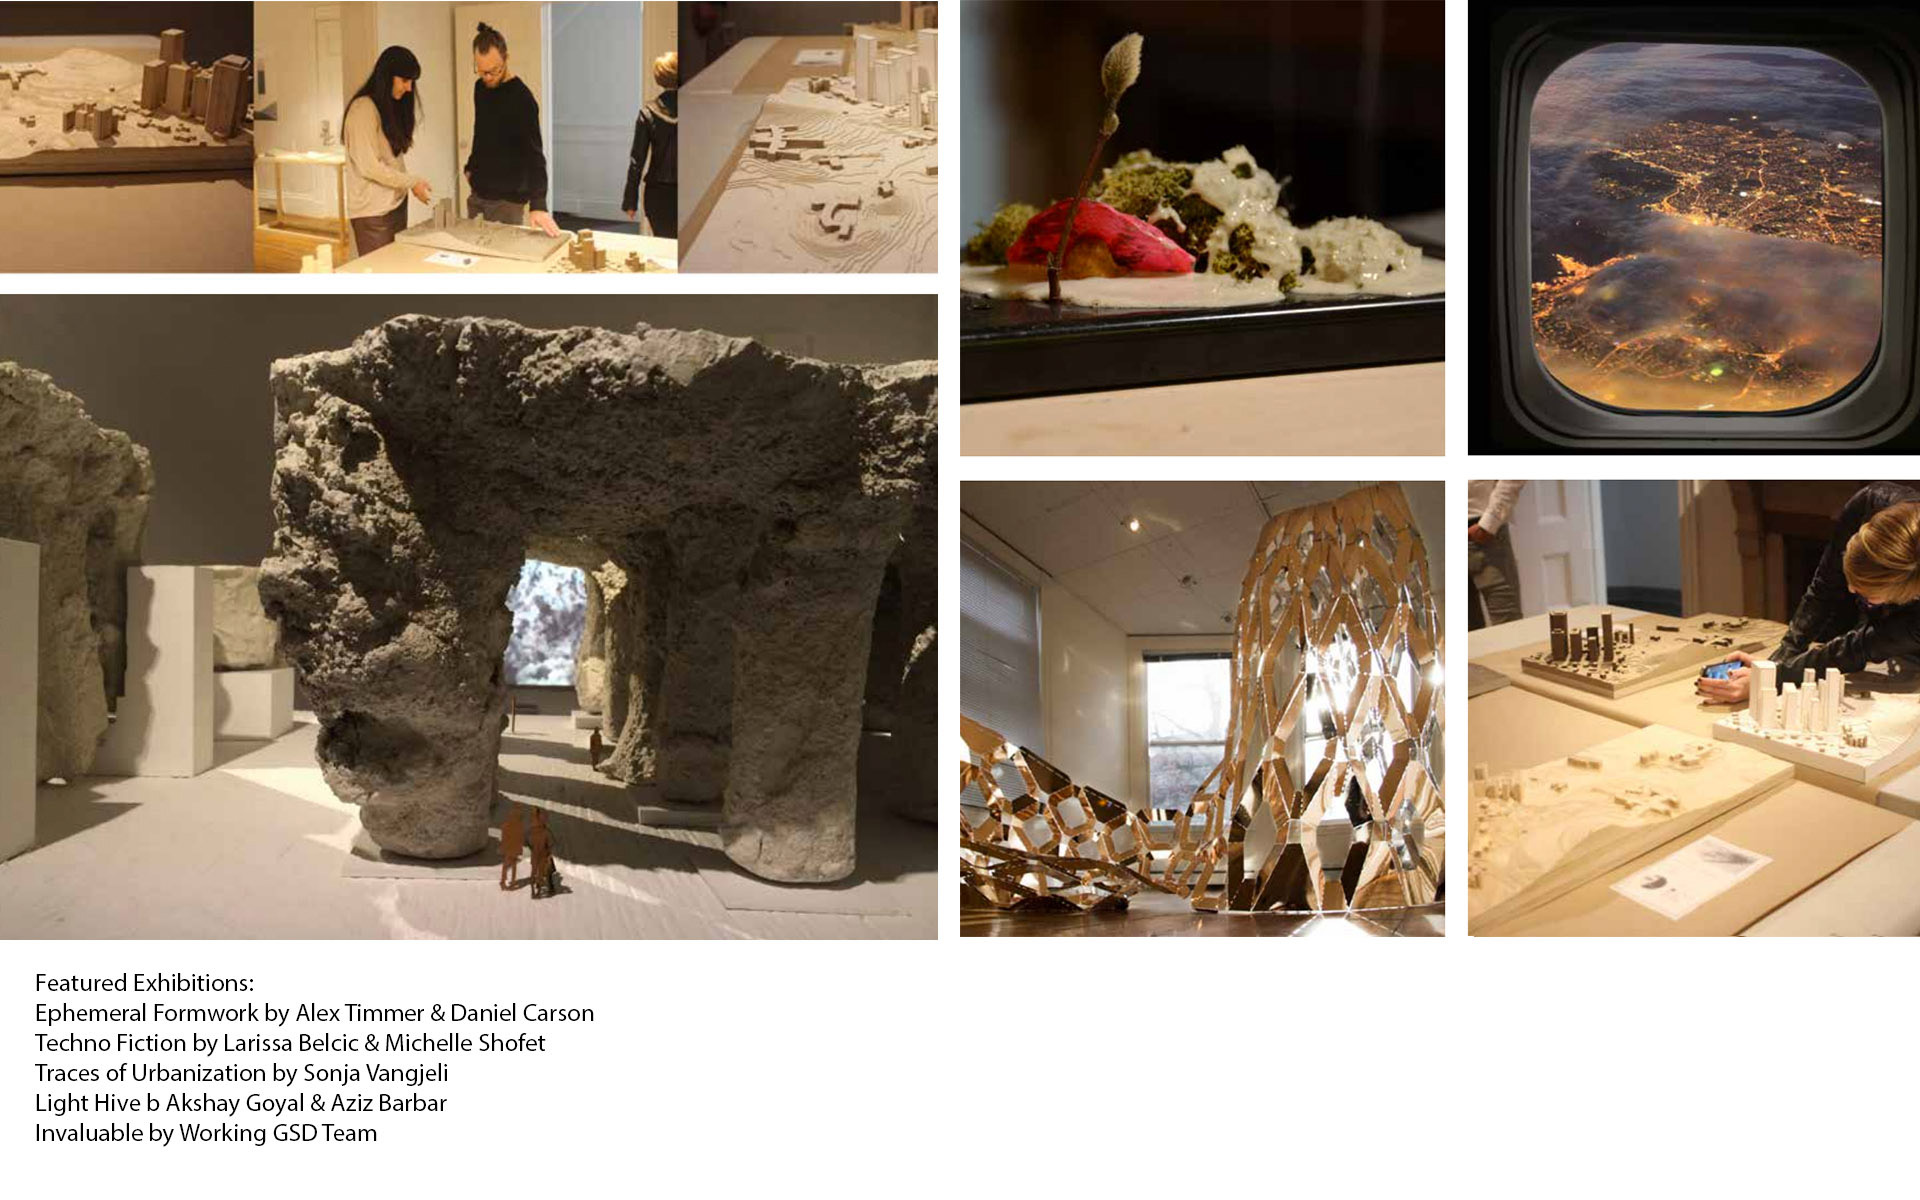 Featured Exhibitions:
Ephemeral Formwork by Alex Timmer & Daniel Carson
Techno Fiction by Larissa Belcic & Michelle Shofet
Traces of Urbanization by Sonja Vangjeli
Light Hive b Akshay Goyal & Aziz Barbar
Invaluable by Working GSD Team